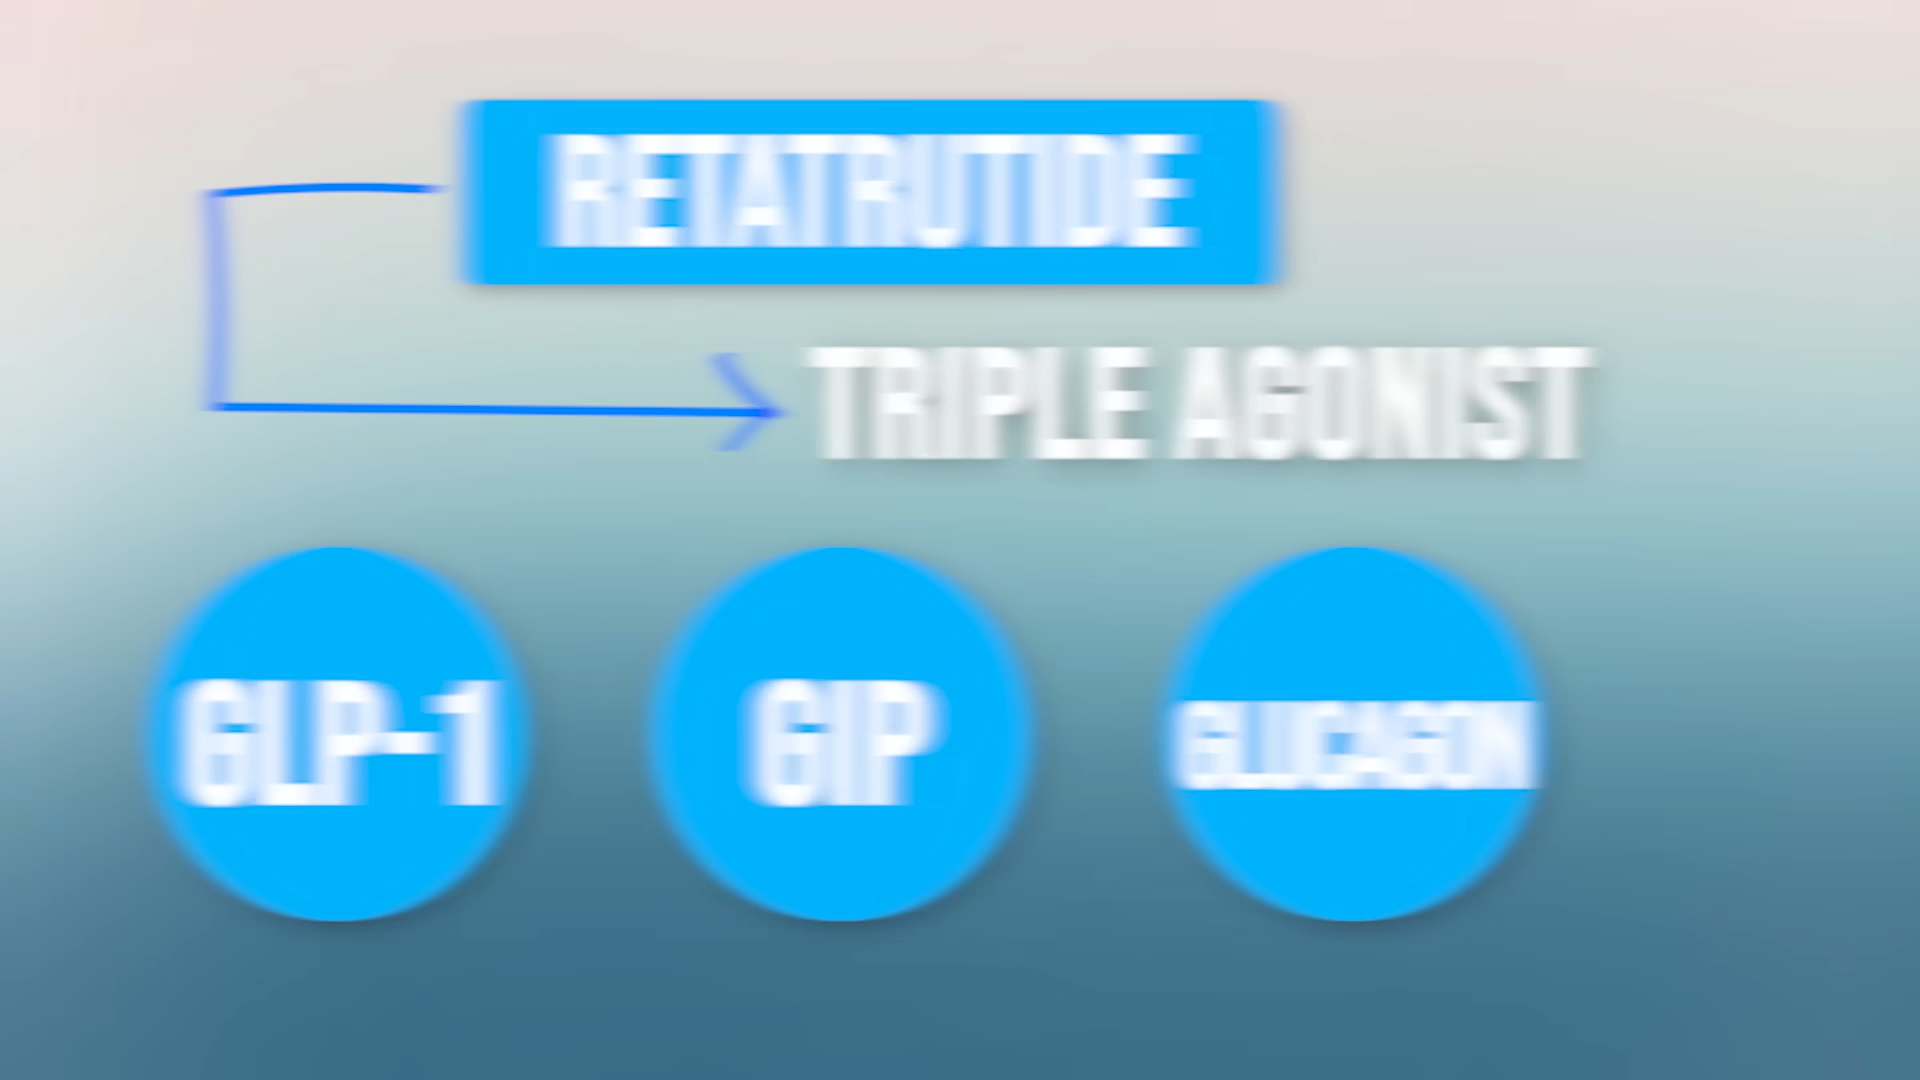 RETATRUTIDE
TRIPLE AGONIST
GLP-1
GIP
GLUCAGON